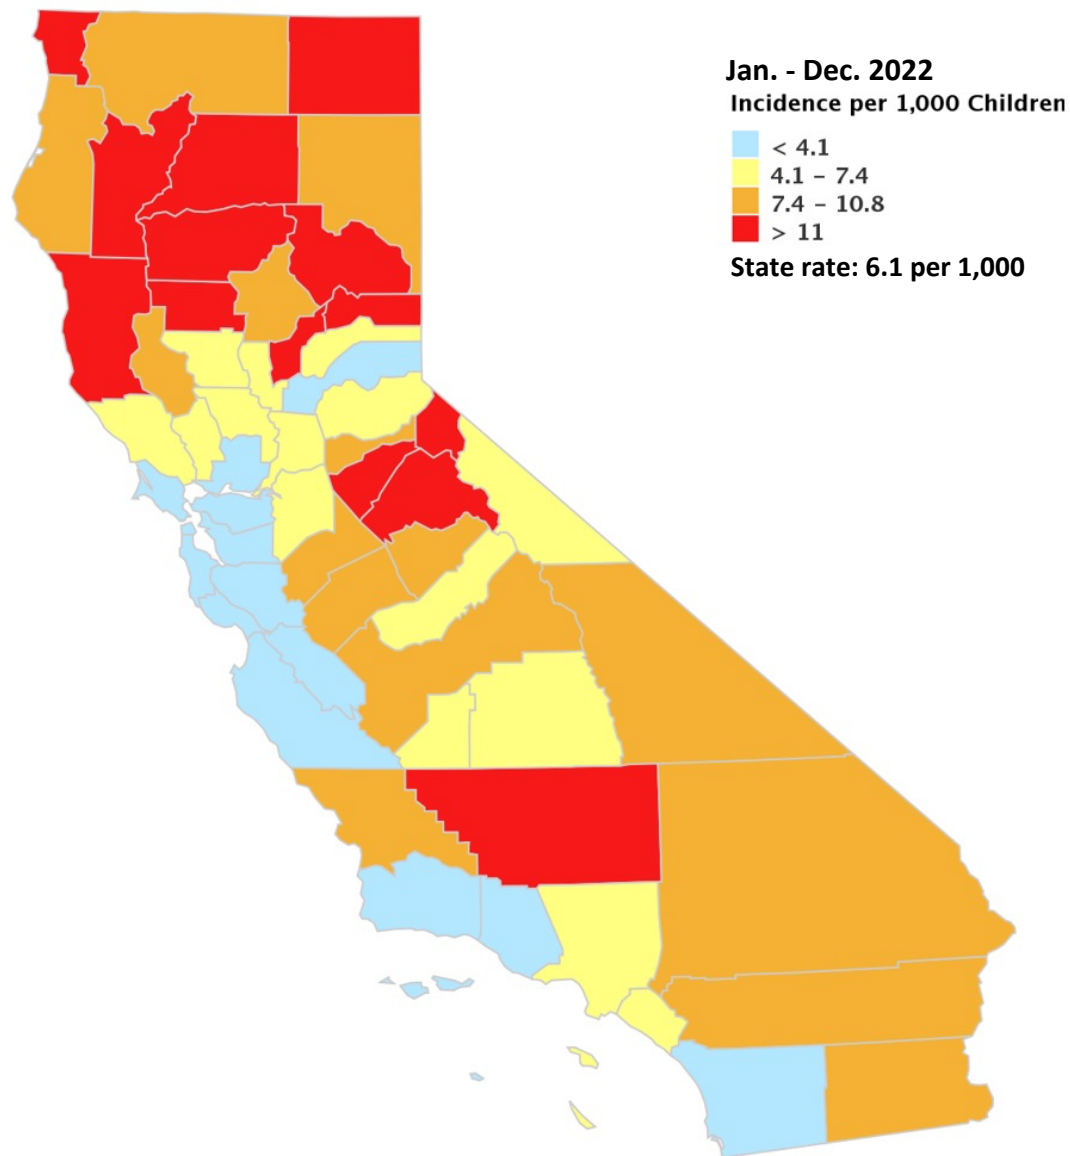 Jan. - Dec. 2022
Incidence per 1,000 Children
< 4.1
4.1 – 7.4
7.4 – 10.8
> 11
State rate: 6.1 per 1,000